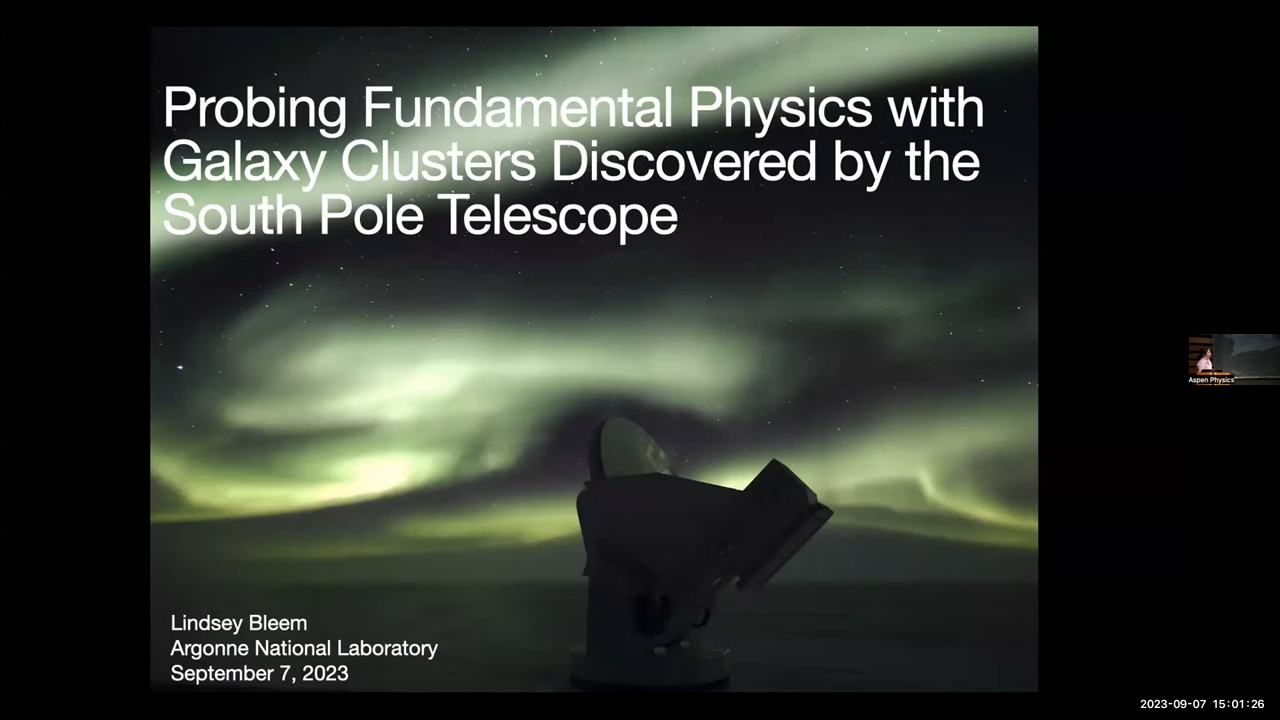 Probing Fundamental Physics with
Galaxy Clusters Discovered by the
South Pole Telescope
Aspen Physics
Lindsey Bleem
Argonne National Laboratory
September 7, 2023
2023-09-07 15:01:26